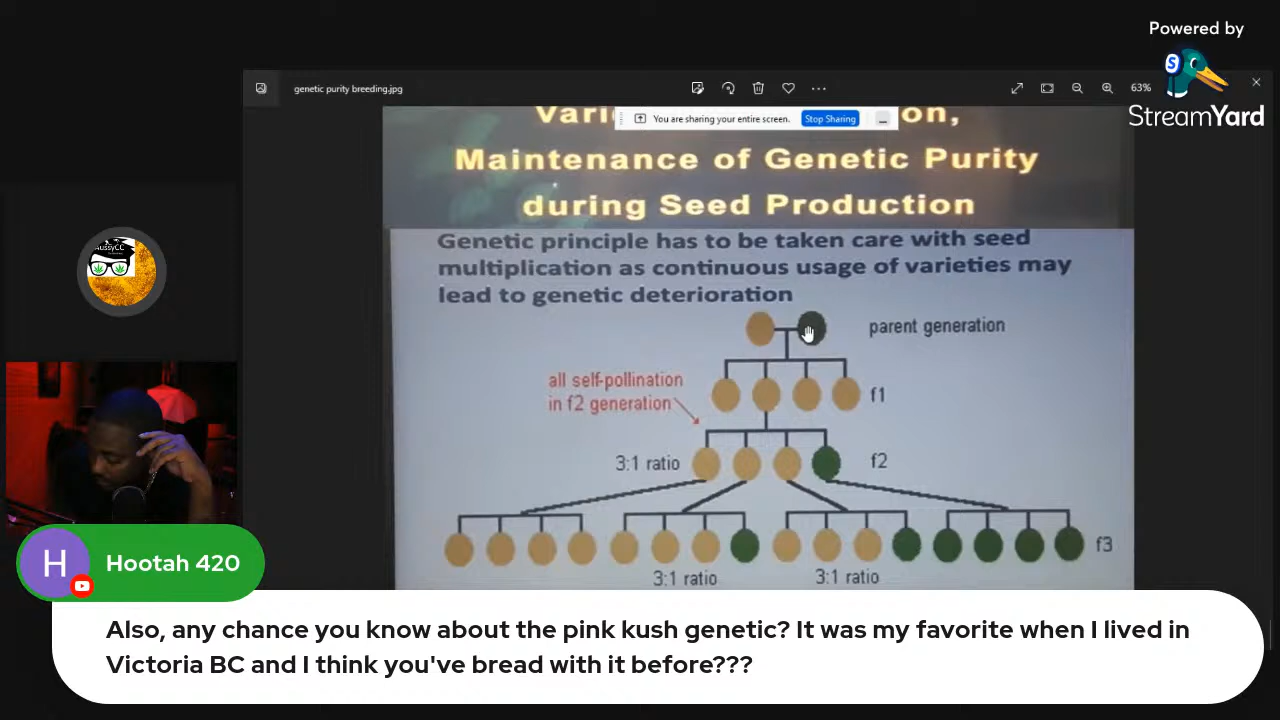 Powered by
StreamYard
genetic purity breeding.jpg
63%
You are sharing your entire screen.
Stop Sharing
on,
Maintenance of Genetic Purity
during Seed Production
Genetic principle has to be taken care with seed
multiplication as continuous usage of varieties may
lead to genetic deterioration
parent generation
all self-pollination
in f2 generation
f1
3:1 ratio
f2
f3
3:1 ratio
3:1 ratio
AussyCC
H
Hootah 420
Also, any chance you know about the pink kush genetic? It was my favorite when I lived in
Victoria BC and I think you've bread with it before???